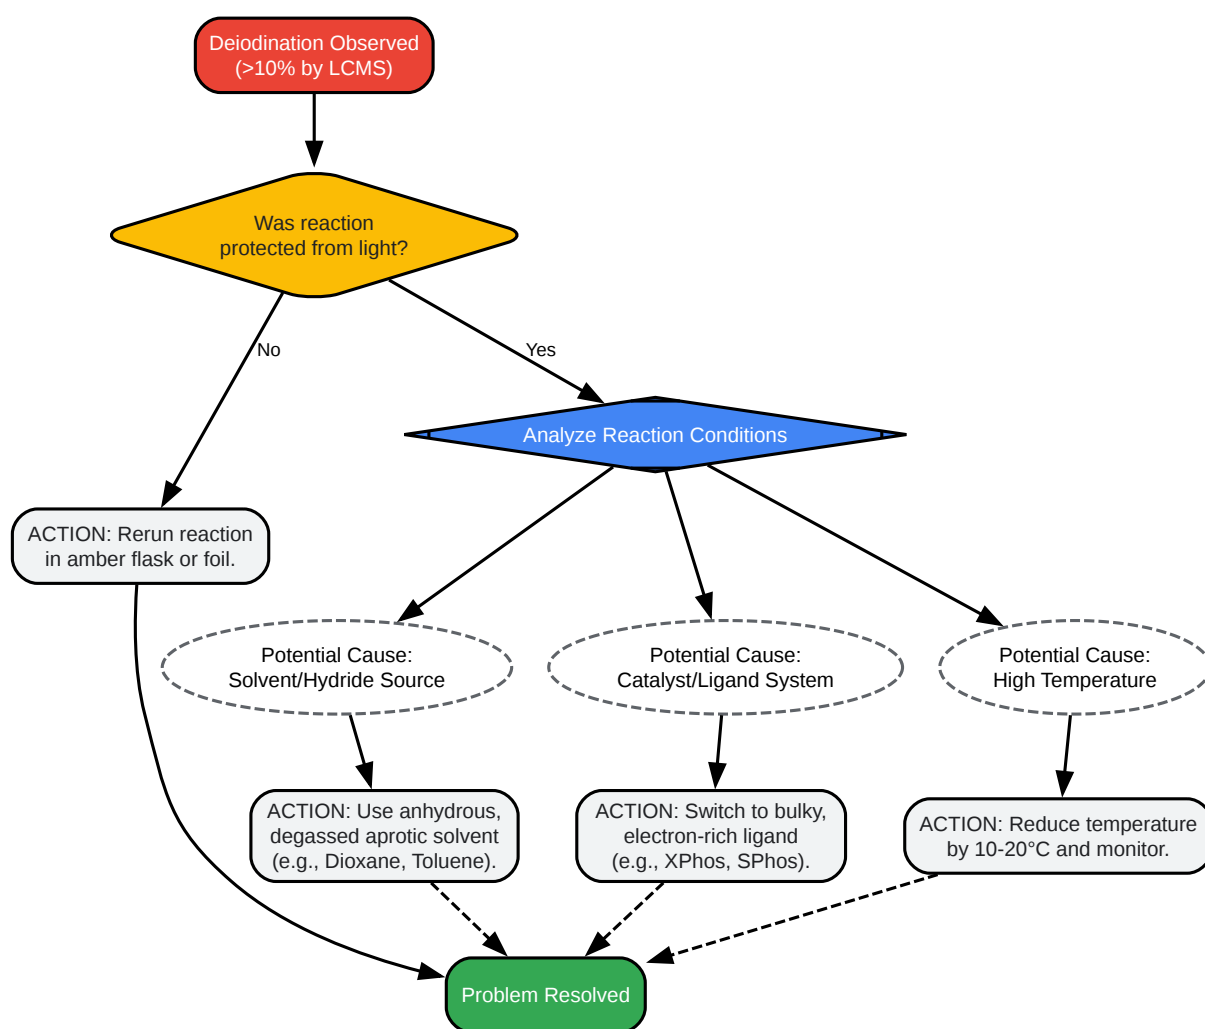 Deiodination Observed
(>10% by LCMS)
Was reaction
protected from light?
No
Yes
Analyze Reaction Conditions
ACTION: Rerun reaction
in amber flask or foil.
Potential Cause:
Solvent/Hydride Source
Potential Cause:
Catalyst/Ligand System
Potential Cause:
High Temperature
ACTION: Use anhydrous,
degassed aprotic solvent
(e.g., Dioxane, Toluene).
ACTION: Switch to bulky,
electron-rich ligand
(e.g., XPhos, SPhos).
ACTION: Reduce temperature
by 10-20°C and monitor.
Problem Resolved